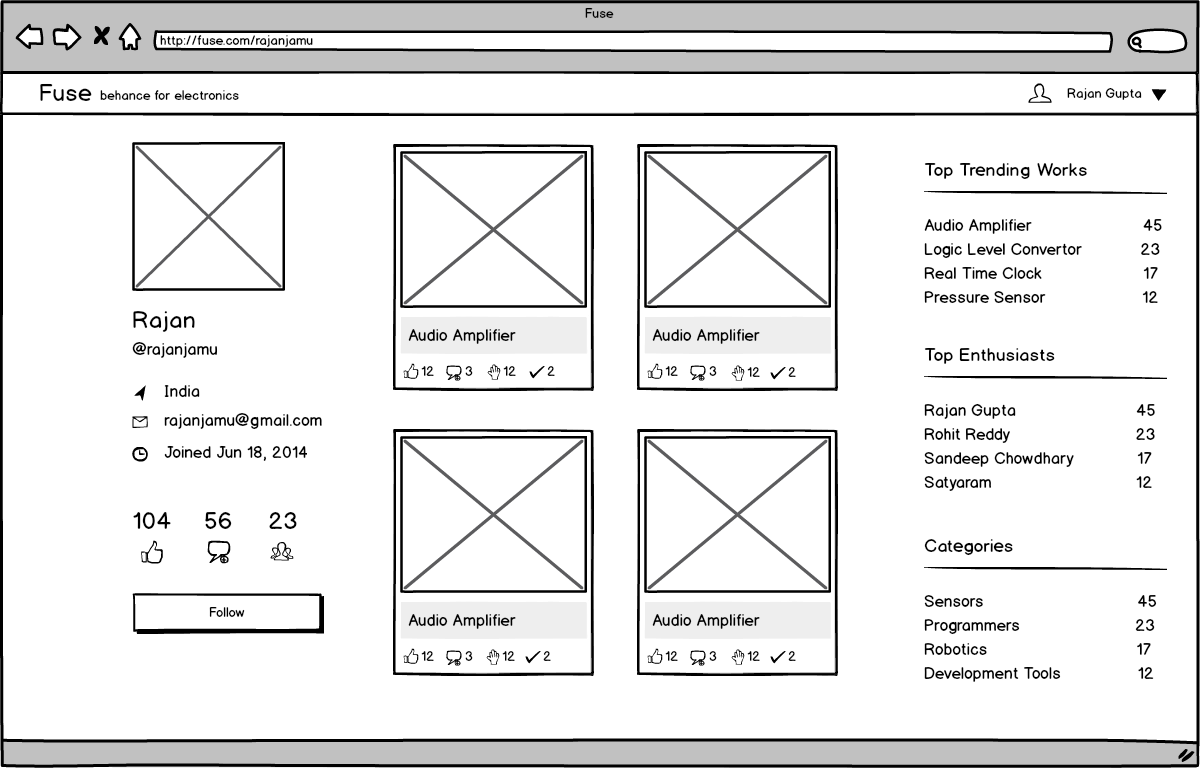 Fuse
http://fuse.com/rajanjamu
Fuse behance for electronics
Rajan Gupta
Rajan
@rajanjamu
India
rajanjamu@gmail.com
Joined Jun 18, 2014
104 56 23
Follow
Audio Amplifier
12 3 12 2
Audio Amplifier
12 3 12 2
Audio Amplifier
12 3 12 2
Audio Amplifier
12 3 12 2
Top Trending Works
Audio Amplifier 45
Logic Level Convertor 23
Real Time Clock 17
Pressure Sensor 12
Top Enthusiasts
Rajan Gupta 45
Rohit Reddy 23
Sandeep Chowdhary 17
Satyaram 12
Categories
Sensors 45
Programmers 23
Robotics 17
Development Tools 12